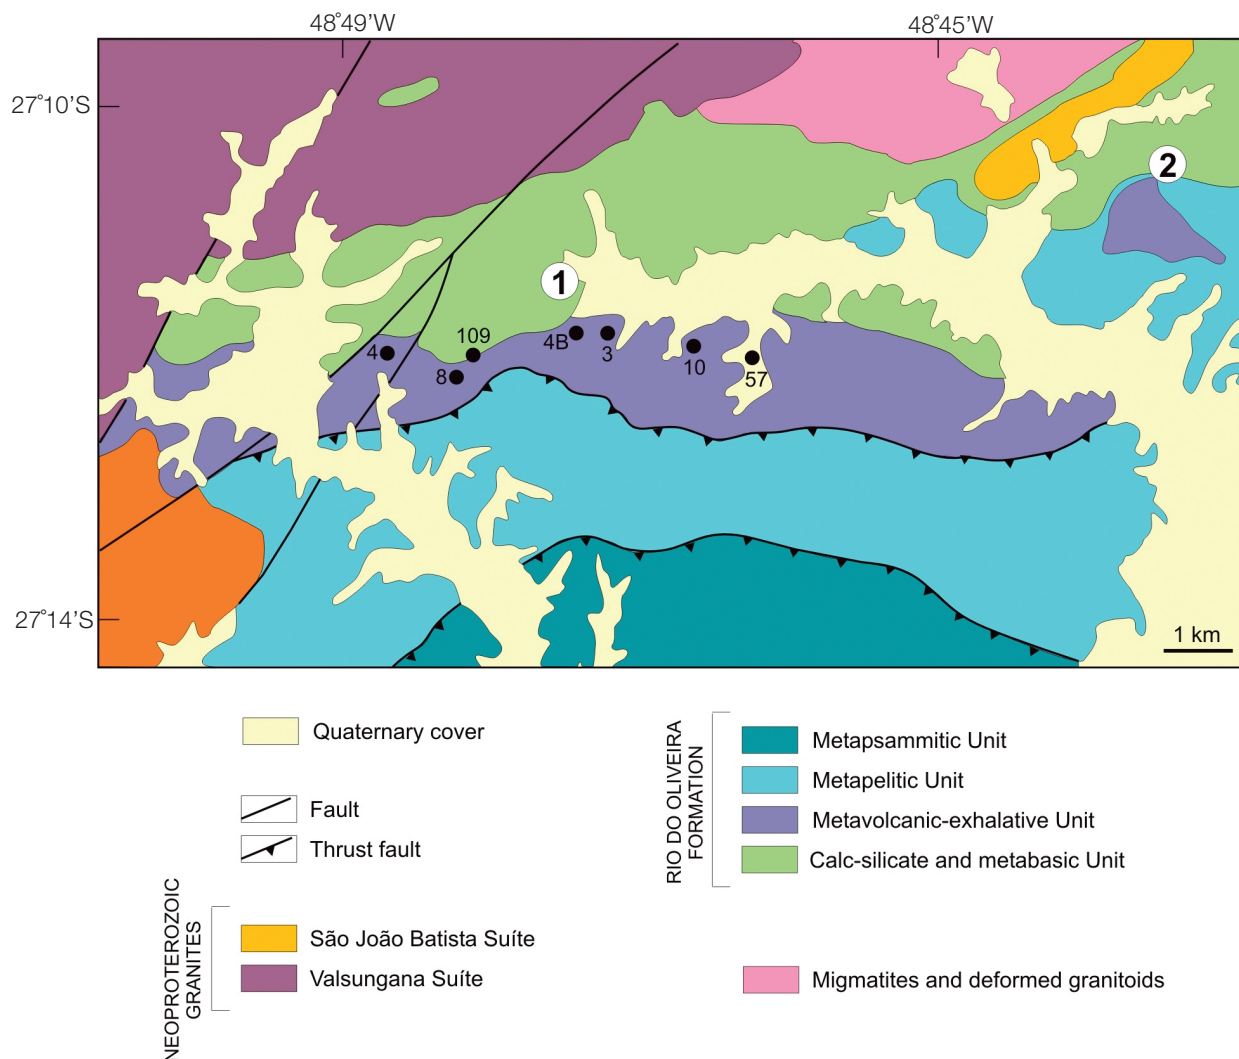 48°49'W
48°45'W
27°10'S
2
1
109
4
4B
3
8
10
57
27°14'S
1 km
Quaternary cover
Fault
Thrust fault
NEOPROTEROZOIC
GRANITES
São João Batista Suíte
Valsungana Suíte
RIO DO OLIVEIRA
FORMATION
Metapsammitic Unit
Metapelitic Unit
Metavolcanic-exhalative Unit
Calc-silicate and metabasic Unit
Migmatites and deformed granitoids